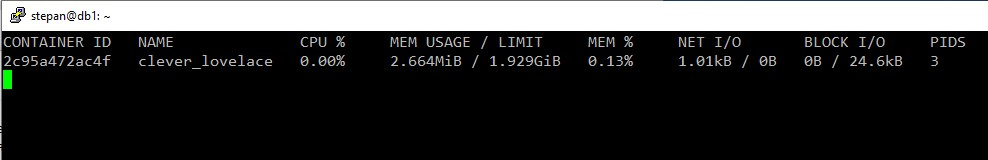 stepan@db1: ~
CONTAINER ID NAME CPU % MEM USAGE / LIMIT MEM % NET I/O BLOCK I/O PIDS
2c95a472ac4f clever_lovelace 0.00% 2.664MiB / 1.929GiB 0.13% 1.01kB / 0B 0B / 24.6kB 3